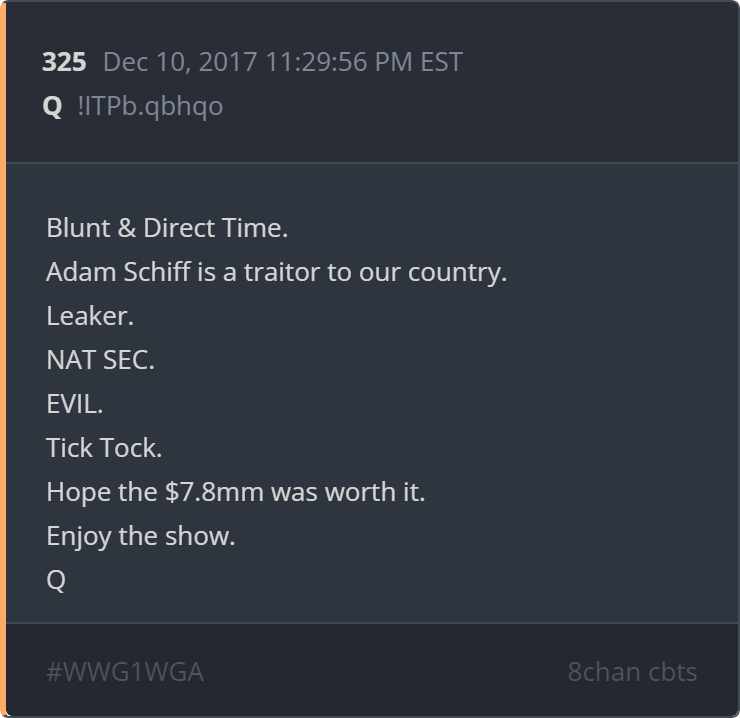 325 Dec 10, 2017 11:29:56 PM EST
Q !ITPb.qbhqo
Blunt & Direct Time.
Adam Schiff is a traitor to our country.
Leaker.
NAT SEC.
EVIL.
Tick Tock.
Hope the $7.8mm was worth it.
Enjoy the show.
Q
#WWG1WGA 8chan cbts